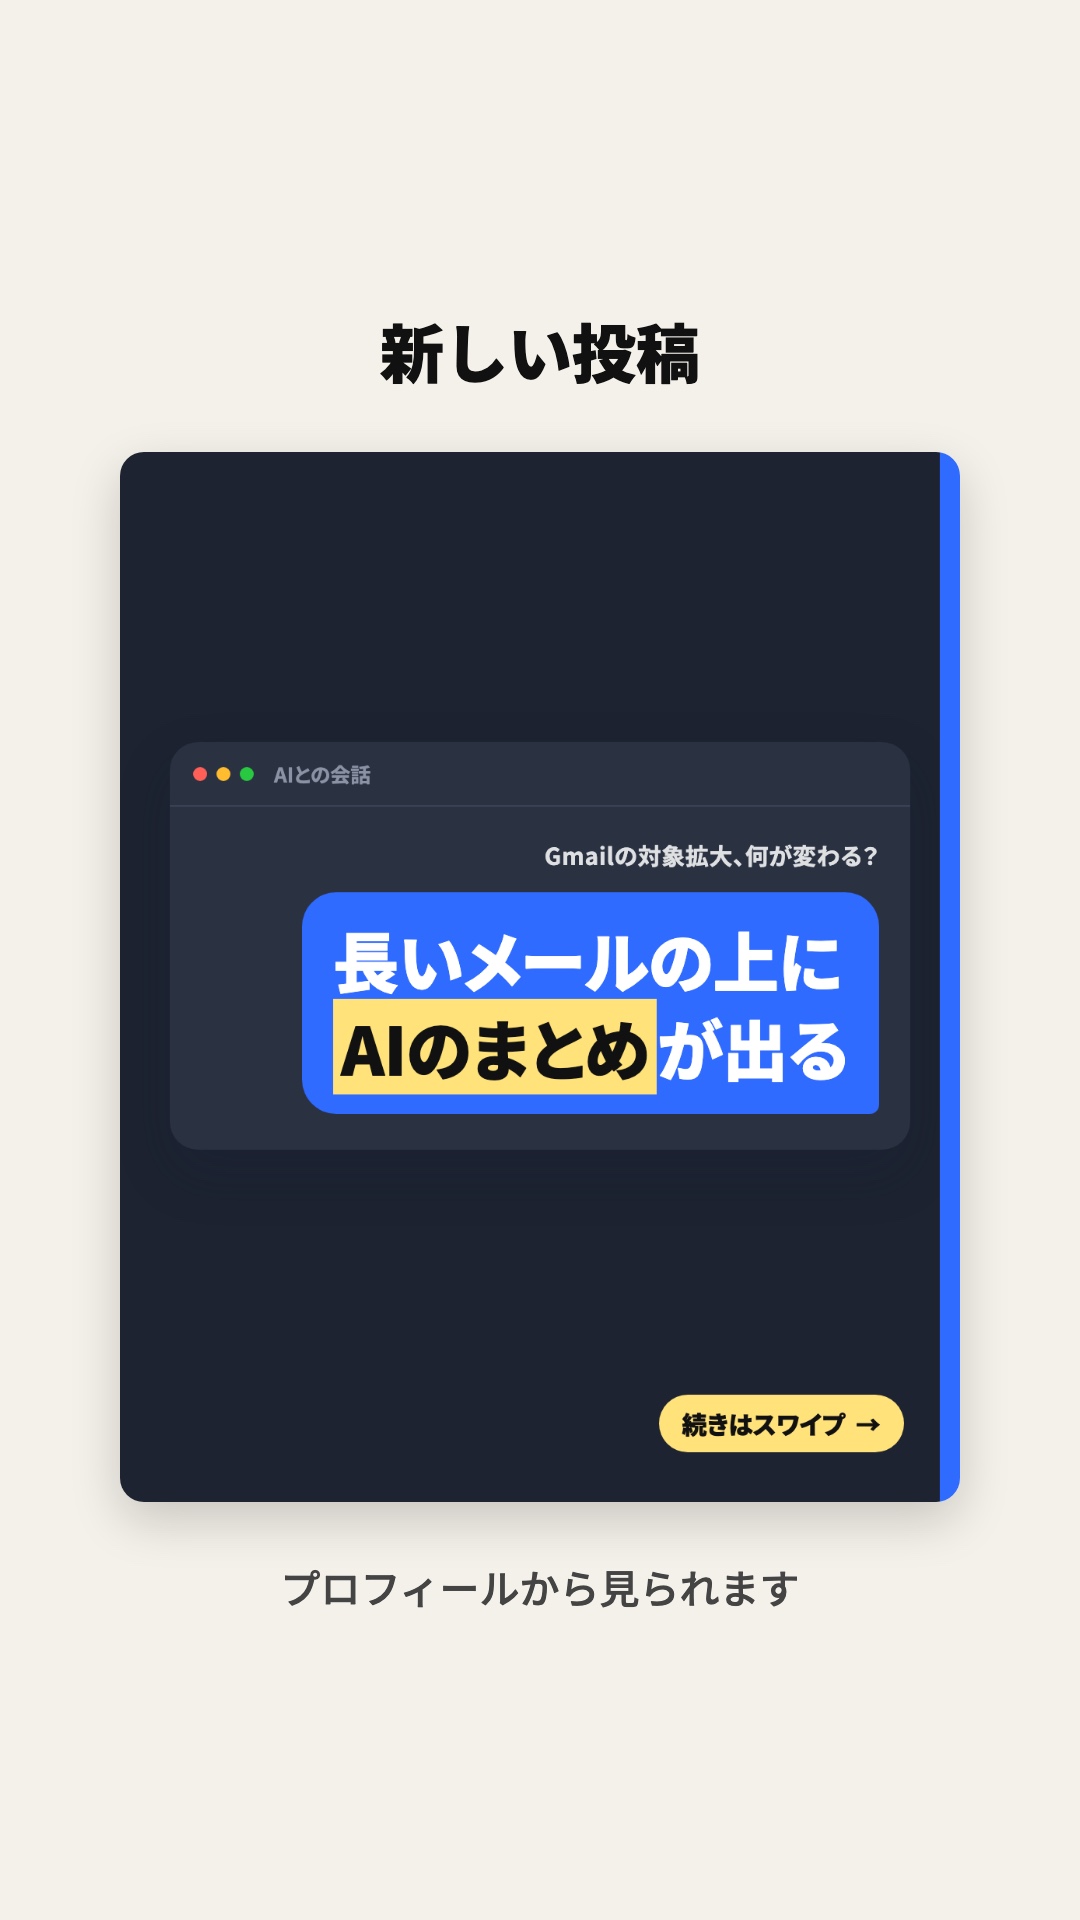 新しい投稿
AIとの会話
Gmailの対象拡大、何が変わる？
長いメールの上に
AIのまとめが出る
続きはスワイプ →
プロフィールから見られます